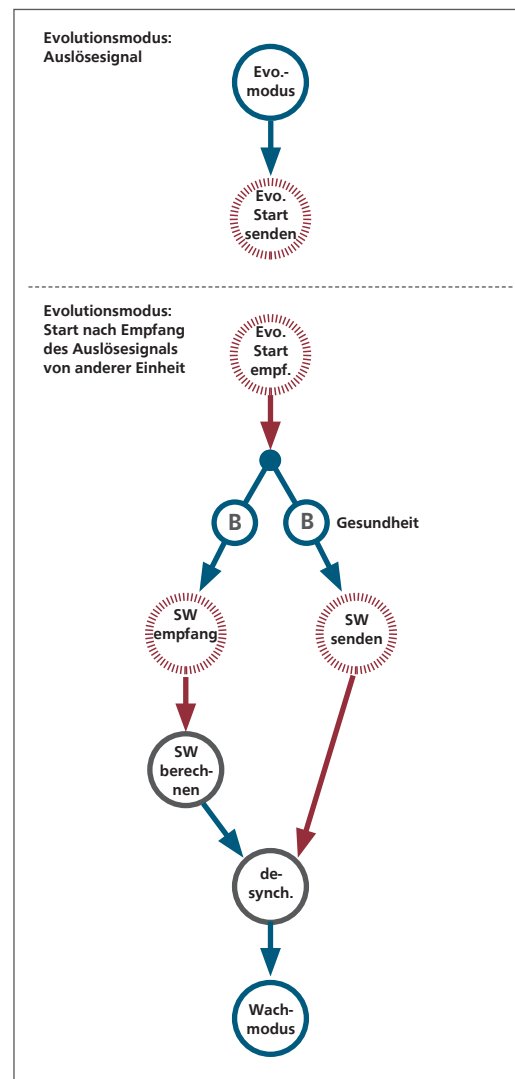 Evolutionsmodus:
Auslösesignal
Evo.-
modus
Evo.
Start
senden
Evolutionsmodus:
Start nach Empfang
des Auslösesignals
von anderer Einheit
Evo.
Start
empf.
B
B
Gesundheit
SW
empfang
SW
senden
SW
berech-
nen
de-
synch.
Wach-
modus